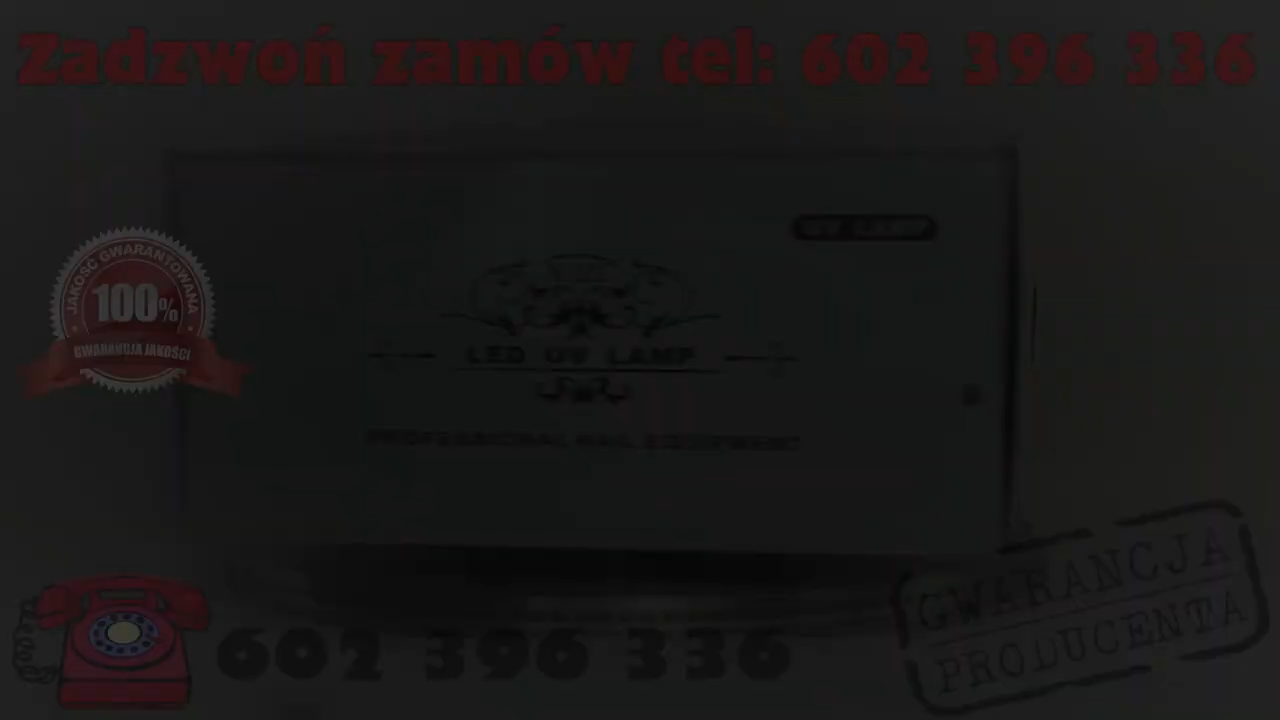 Zadzwoń zamów tel: 602 396 336
UV LAMP
JAKOŚĆ GWARANTOWANA
100%
GWARANCJA JAKOŚCI
LED UV LAMP
PROFESSIONAL NAIL EQUIPMENT
GWARANCJA
PRODUCENTA
602 396 336